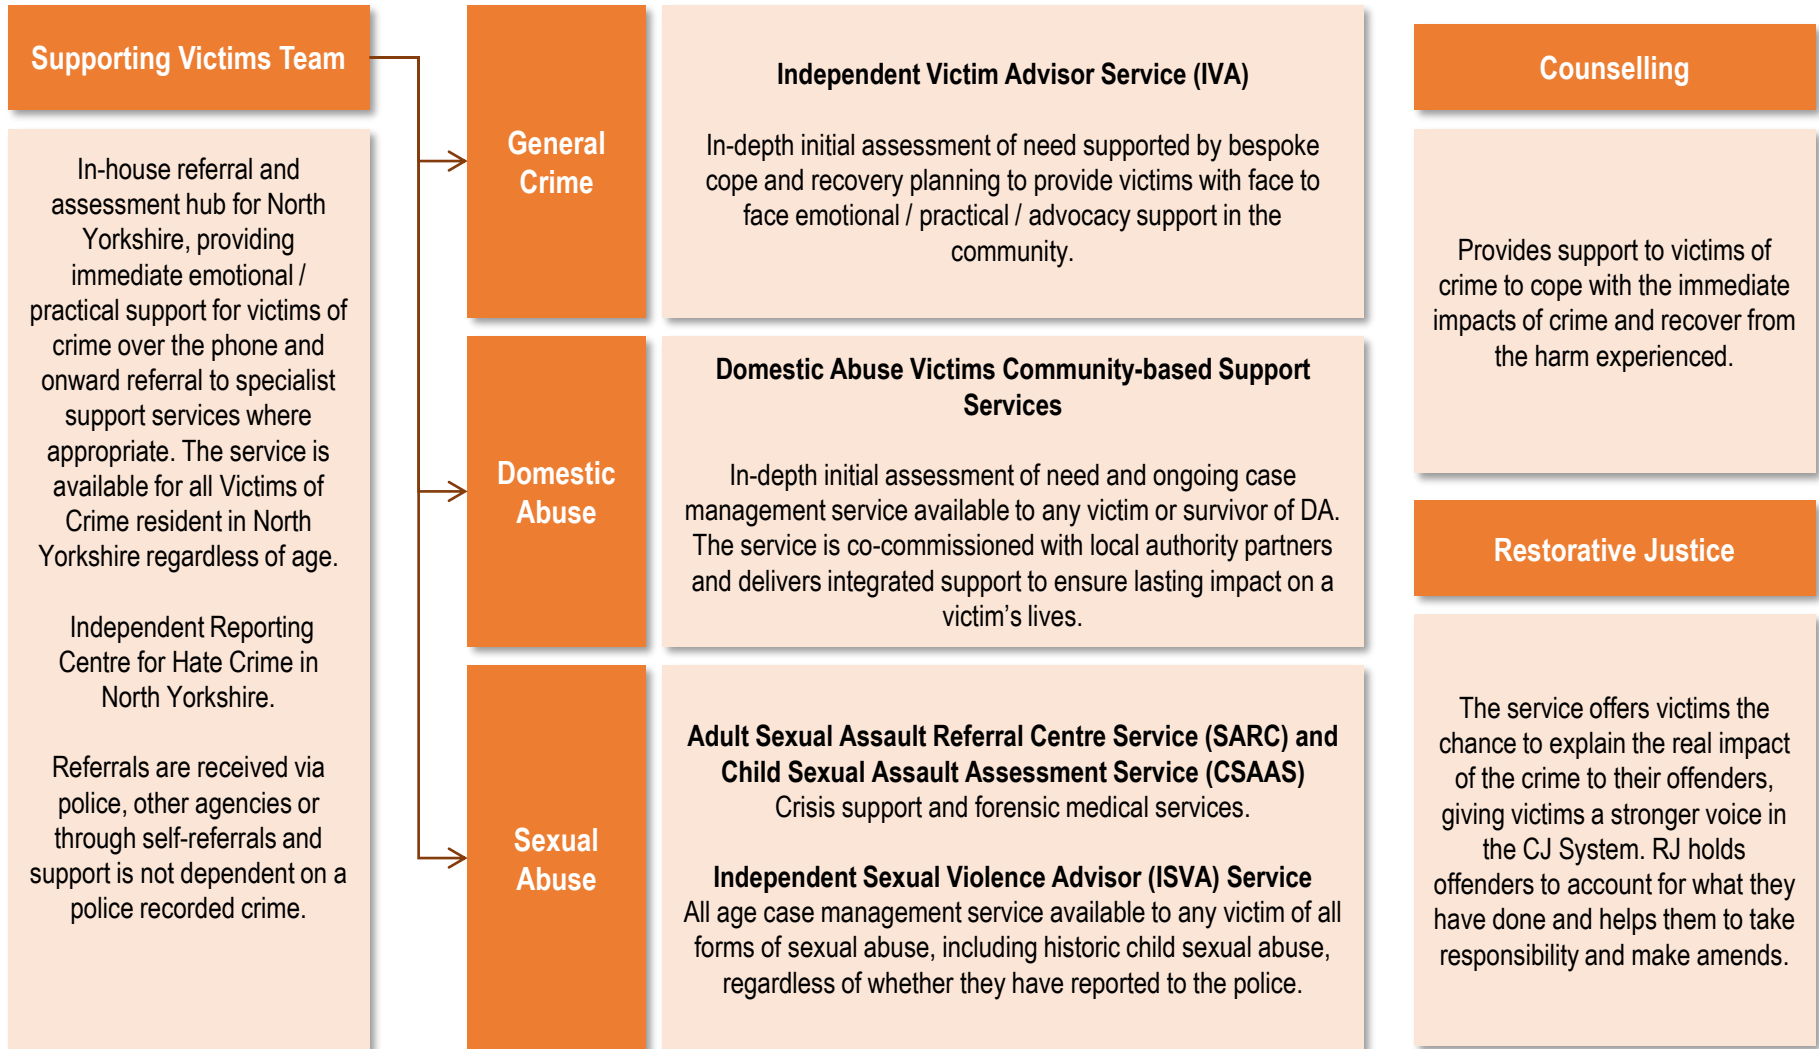 Supporting Victims Team
In-house referral and
assessment hub for North
Yorkshire, providing
immediate emotional /
practical support for victims of
crime over the phone and
onward referral to specialist
support services where
appropriate. The service is
available for all Victims of
Crime resident in North
Yorkshire regardless of age.
Independent Reporting
Centre for Hate Crime in
North Yorkshire.
Referrals are received via
police, other agencies or
through self-referrals and
support is not dependent on a
police recorded crime.
General
Crime
Independent Victim Advisor Service (IVA)
In-depth initial assessment of need supported by bespoke
cope and recovery planning to provide victims with face to
face emotional / practical / advocacy support in the
community.
Domestic
Abuse
Domestic Abuse Victims Community-based Support
Services
In-depth initial assessment of need and ongoing case
management service available to any victim or survivor of DA.
The service is co-commissioned with local authority partners
and delivers integrated support to ensure lasting impact on a
victim’s lives.
Sexual
Abuse
Adult Sexual Assault Referral Centre Service (SARC) and
Child Sexual Assault Assessment Service (CSAAS)
Crisis support and forensic medical services.
Independent Sexual Violence Advisor (ISVA) Service
All age case management service available to any victim of all
forms of sexual abuse, including historic child sexual abuse,
regardless of whether they have reported to the police.
Counselling
Provides support to victims of
crime to cope with the immediate
impacts of crime and recover from
the harm experienced.
Restorative Justice
The service offers victims the
chance to explain the real impact
of the crime to their offenders,
giving victims a stronger voice in
the CJ System. RJ holds
offenders to account for what they
have done and helps them to take
responsibility and make amends.